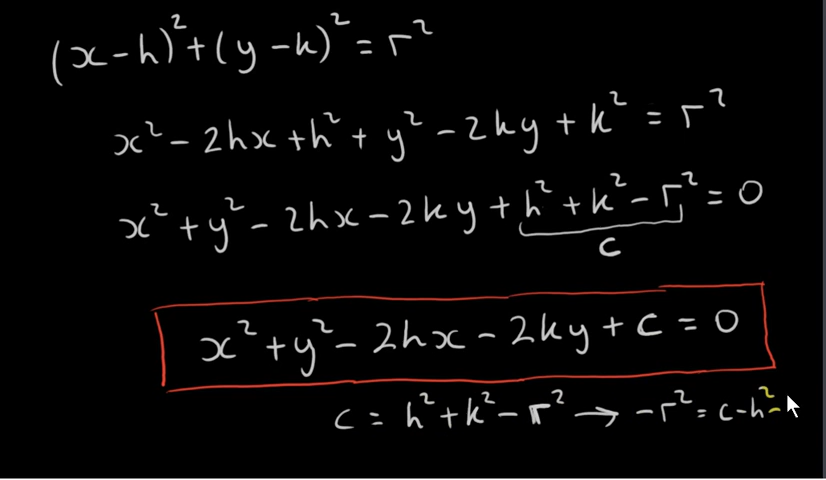 (x-h)²+(y-k)²=r²
x²-2hx+h²+y²-2ky+k²=r²
x²+y²-2hx-2ky+h²+k²-r²=0
c
x²+y²-2hx-2ky+c=0
c=h²+k²-r²→-r²=c-h²-